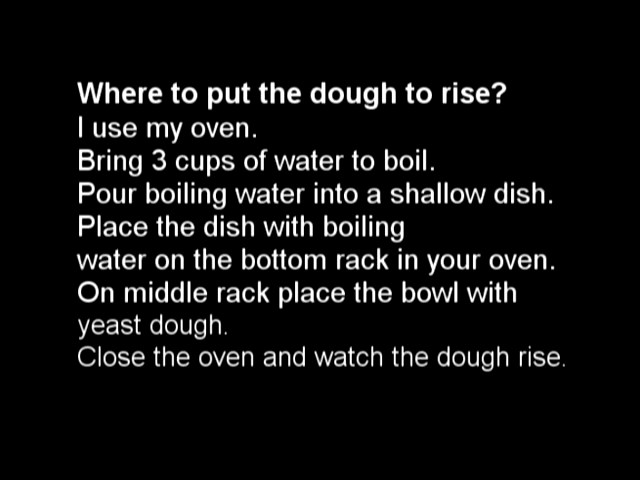 Where to put the dough to rise?
I use my oven.
Bring 3 cups of water to boil.
Pour boiling water into a shallow dish.
Place the dish with boiling
water on the bottom rack in your oven.
On middle rack place the bowl with
yeast dough.
Close the oven and watch the dough rise.